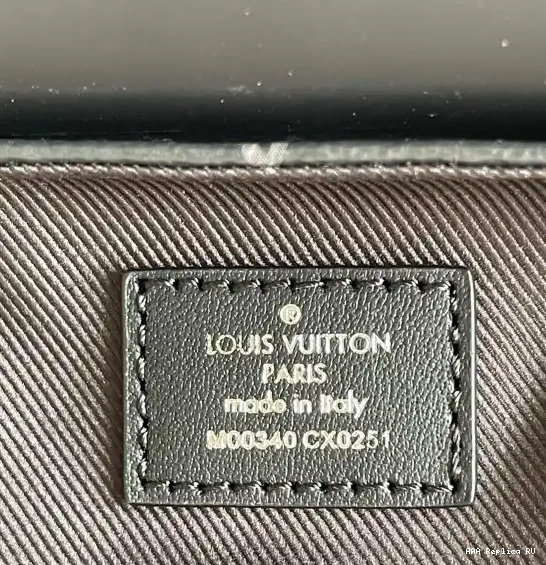 ®
LOUIS VUITTON
PARIS
made in Italy
M00340 CX0251
AAA Replica RU